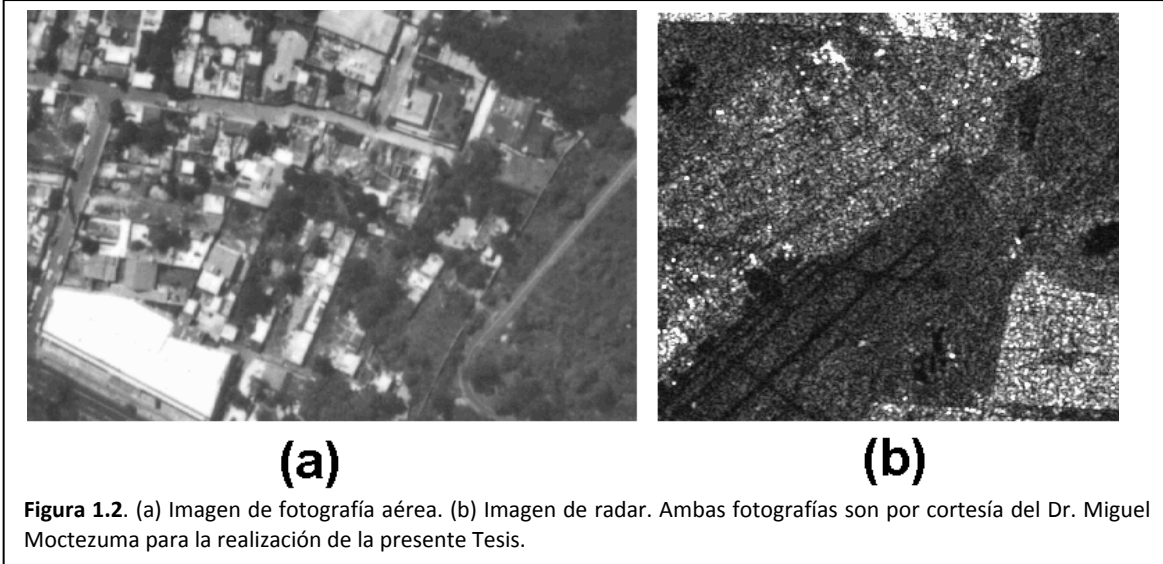 (a)
(b)
Figura 1.2. (a) Imagen de fotografía aérea. (b) Imagen de radar. Ambas fotografías son por cortesía del Dr. Miguel
Moctezuma para la realización de la presente Tesis.